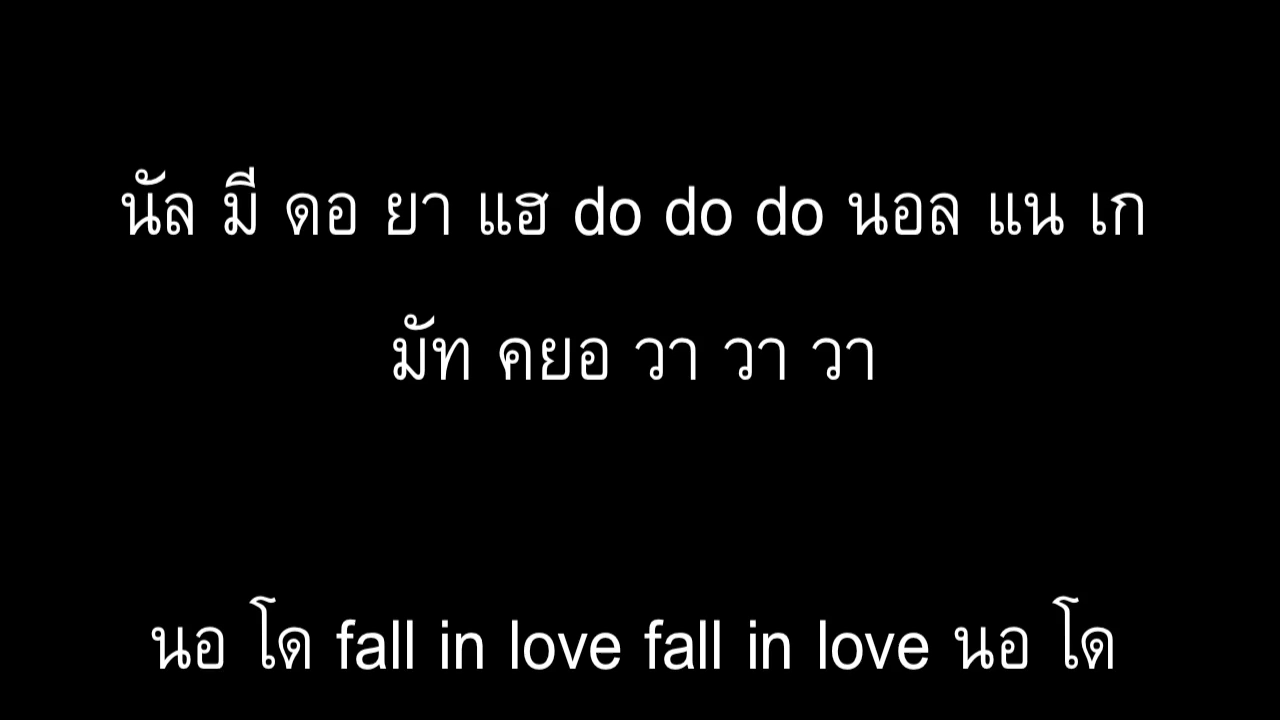 นัล มี ดอ ยา แฮ do do do นอล แน เก
มัท คยอ วา วา วา
นอ โด fall in love fall in love นอ โด